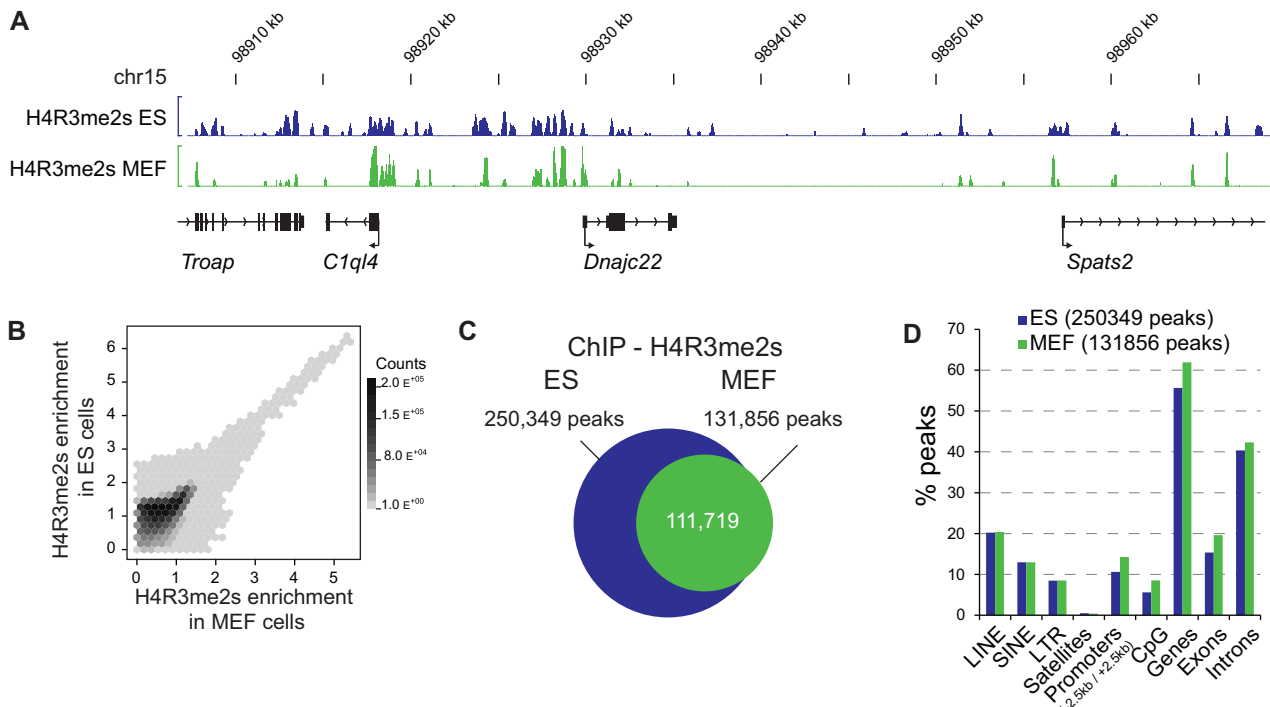 A
98910 kb
98920 kb
98930 kb
98940 kb
98950 kb
98960 kb
chr15
H4R3me2s ES
H4R3me2s MEF
Troap
C1ql4
Dnajc22
Spats2
B
H4R3me2s enrichment
in ES cells
6
5
4
3
2
1
0
0
1
2
3
4
5
H4R3me2s enrichment
in MEF cells
Counts
2.0 E+05
1.5 E+05
8.0 E+04
1.0 E+00
C
ChIP - H4R3me2s
ES
MEF
250,349 peaks
131,856 peaks
111,719
D
ES (250349 peaks)
MEF (131856 peaks)
% peaks
70
60
50
40
30
20
10
0
LINE
SINE
LTR
Satellites
Promoters
2.5kb / +2.5kb)
CpG
Genes
Exons
Introns